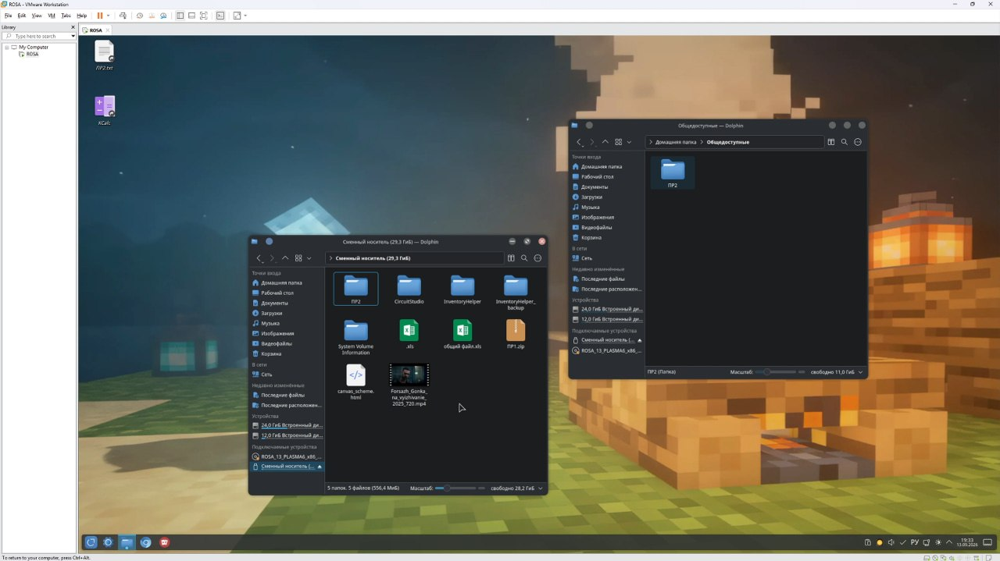 ROSA - VMware Workstation
File Edit View VM Tabs Help
Library
Type here to search
My Computer
ROSA
ROSA
ПР2.txt
KCalc
Общедоступные — Dolphin
Домашняя папка Общедоступные
Точки входа
Домашняя папка
Рабочий стол
Документы
Загрузки
Музыка
Изображения
Видеофайлы
Корзина
В сети
Сеть
Недавно изменённые
Последние файлы
Последние расположен...
Устройства
24,0 ГиБ Встроенный ди...
12,0 ГиБ Встроенный ди...
Подключаемые устройства
Сменный носитель (...
ROSA_13_PLASMA6_x86_...
ПР2
ПР2 (Папка)
Масштаб:
свободно 11,0 ГиБ
Сменный носитель (29,3 ГиБ) — Dolphin
Сменный носитель (29,3 ГиБ)
Точки входа
Домашняя папка
Рабочий стол
Документы
Загрузки
Музыка
Изображения
Видеофайлы
Корзина
В сети
Сеть
Недавно изменённые
Последние файлы
Последние расположен...
Устройства
24,0 ГиБ Встроенный ди...
12,0 ГиБ Встроенный ди...
Подключаемые устройства
ROSA_13_PLASMA6_x86_...
Сменный носитель (...
ПР2
CircuitStudio
InventoryHelper
InventoryHelper_
backup
System Volume
Information
.xls
общий файл.xls
ПР1.zip
canvas_scheme.
html
Forsazh_Gonka_
na_vyizhivanie_
2025_720.mp4
5 папок, 5 файлов (556,4 МиБ)
Масштаб:
свободно 28,2 ГиБ
РУ
19:33
13.09.2026
To return to your computer, press Ctrl+Alt.